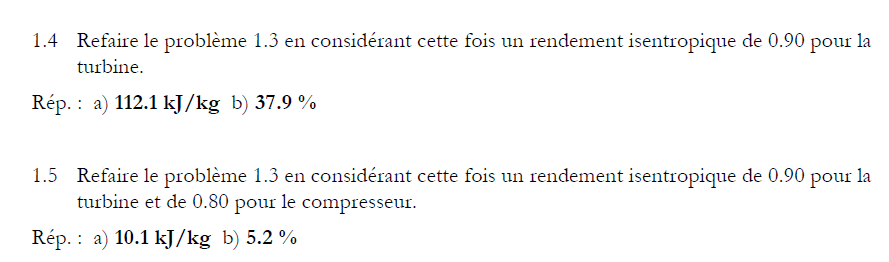 1.4 Refaire le problème 1.3 en considérant cette fois un rendement isentropique de 0.90 pour la
turbine.
Rép. : a) 112.1 kJ/kg b) 37.9 %
1.5 Refaire le problème 1.3 en considérant cette fois un rendement isentropique de 0.90 pour la
turbine et de 0.80 pour le compresseur.
Rép. : a) 10.1 kJ/kg b) 5.2 %